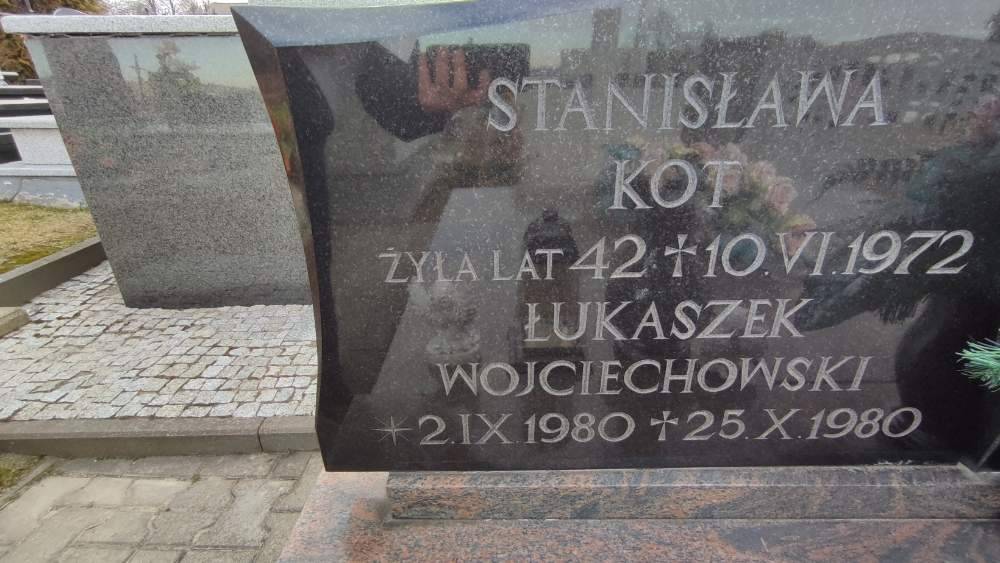 STANISŁAWA
KOT
ŻYŁA LAT 42 ✝ 10.VI.1972
ŁUKASZEK
WOJCIECHOWSKI
✳ 2.IX.1980 ✝ 25.X.1980